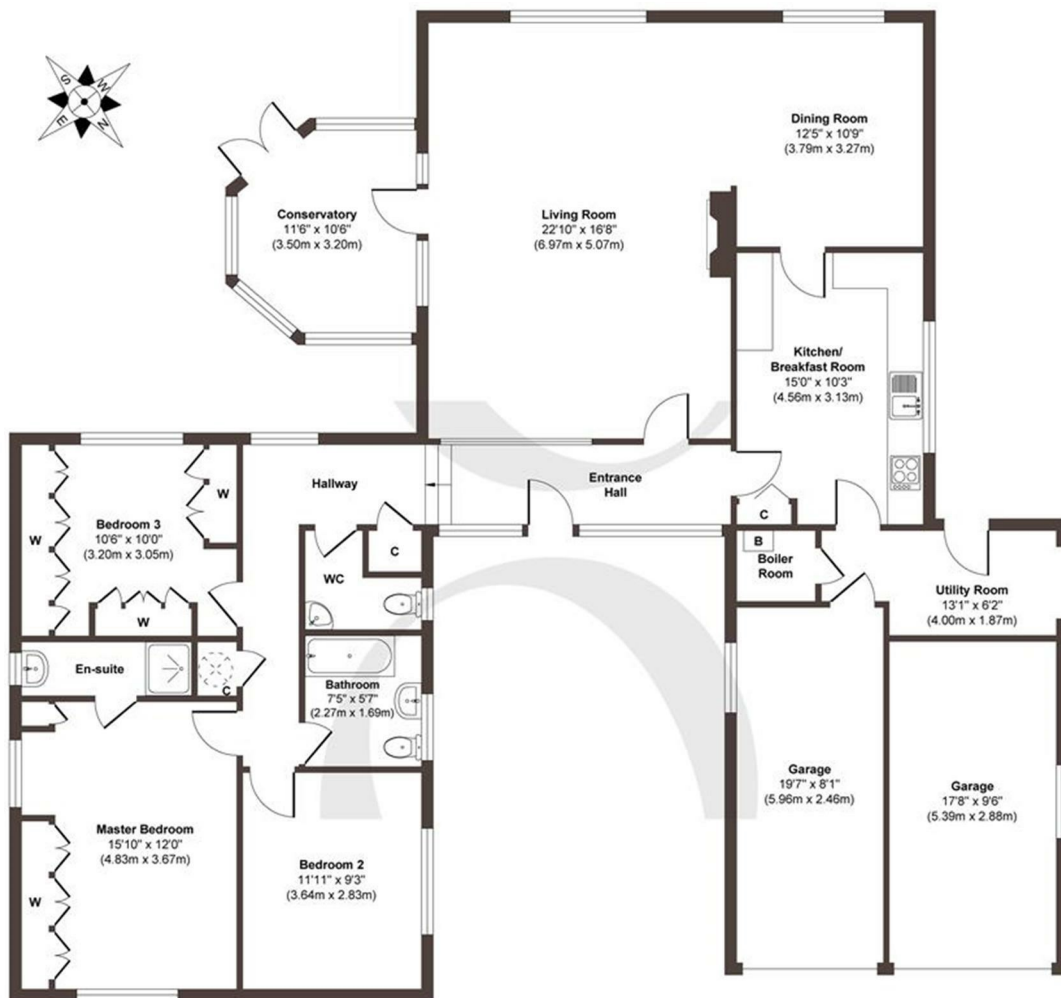 S
W
E
N
Dining Room
12'5" x 10'9"
(3.79m x 3.27m)
Conservatory
11'6" x 10'6"
(3.50m x 3.20m)
Living Room
22'10" x 16'8"
(6.97m x 5.07m)
Kitchen/
Breakfast Room
15'0" x 10'3"
(4.56m x 3.13m)
Hallway
Entrance
Hall
W
Bedroom 3
10'6" x 10'0"
(3.20m x 3.05m)
W
W
C
C
WC
B
Boiler
Room
Utility Room
13'1" x 6'2"
(4.00m x 1.87m)
En-suite
C
Bathroom
7'5" x 5'7"
(2.27m x 1.69m)
Garage
19'7" x 8'1"
(5.96m x 2.46m)
Garage
17'8" x 9'6"
(5.39m x 2.88m)
Master Bedroom
15'10" x 12'0"
(4.83m x 3.67m)
W
Bedroom 2
11'11" x 9'3"
(3.64m x 2.83m)